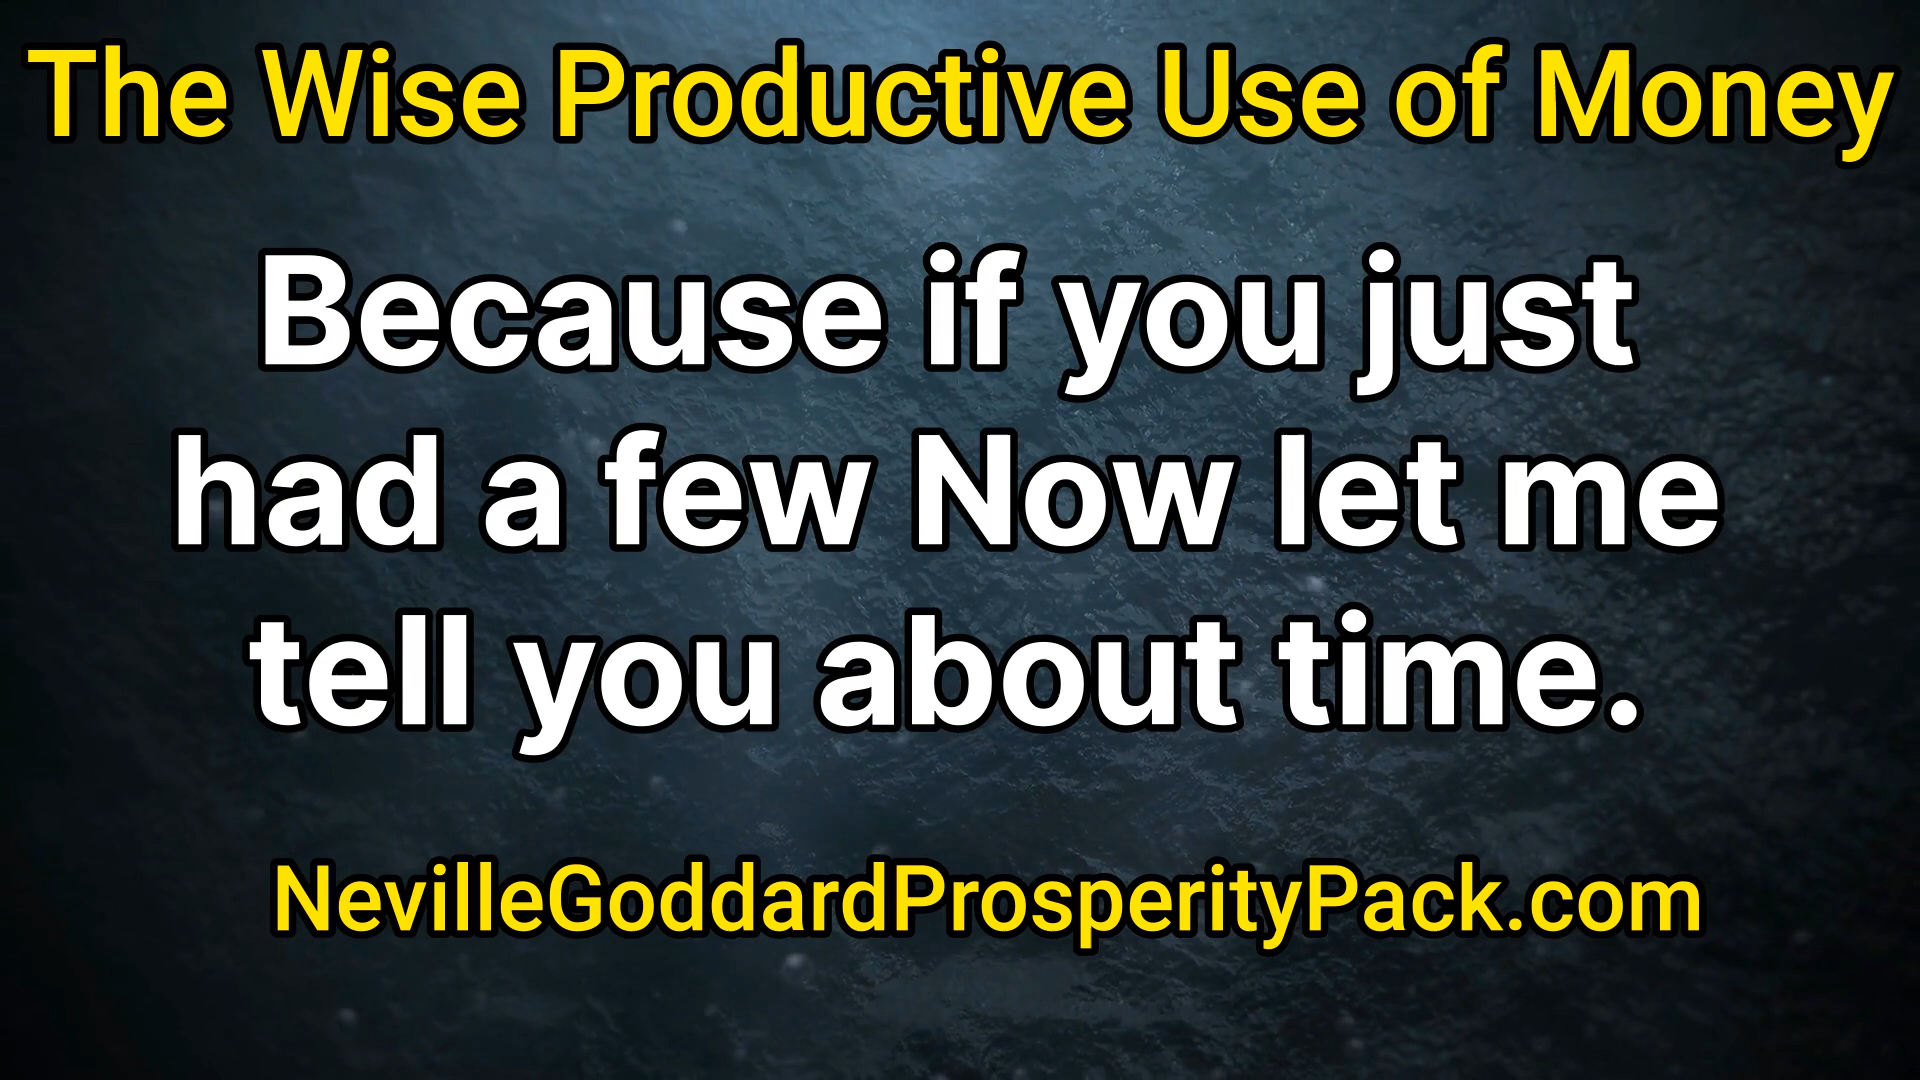 The Wise Productive Use of Money
Because if you just
had a few Now let me
tell you about time.
NevilleGoddardProsperityPack.com